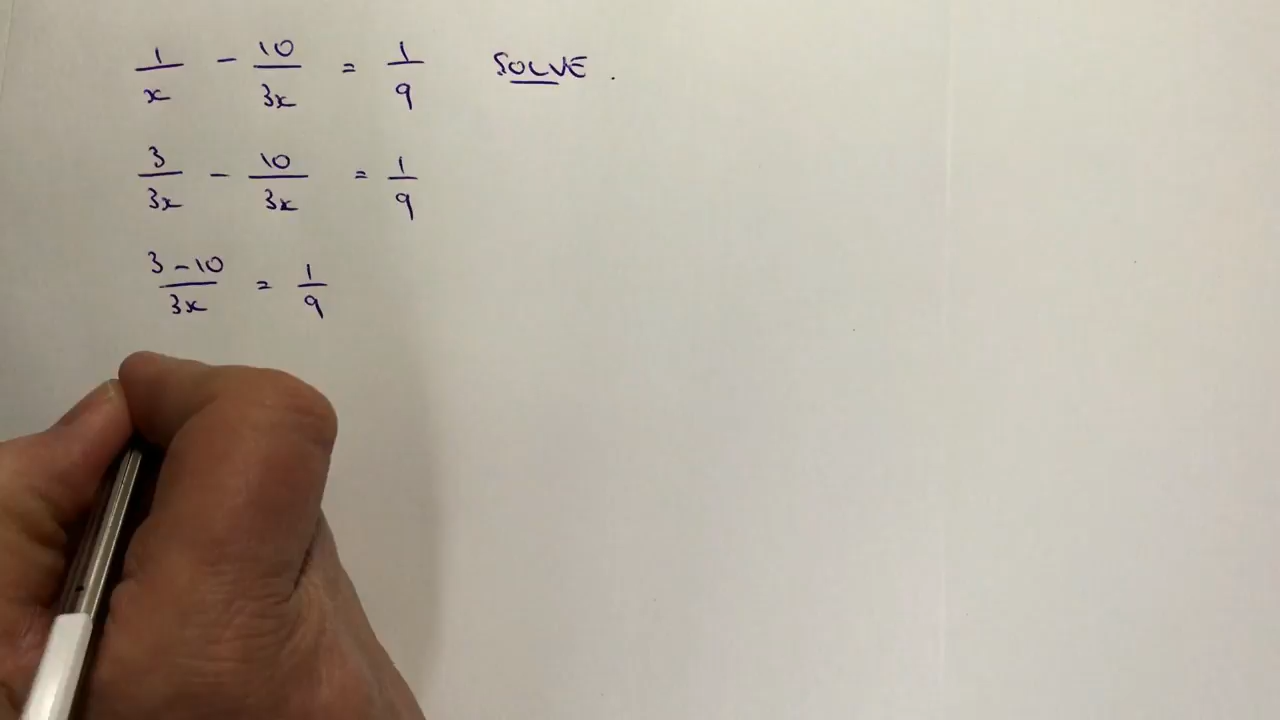 1/x - 10/3x = 1/9 SOLVE.
3/3x - 10/3x = 1/9
3-10/3x = 1/9